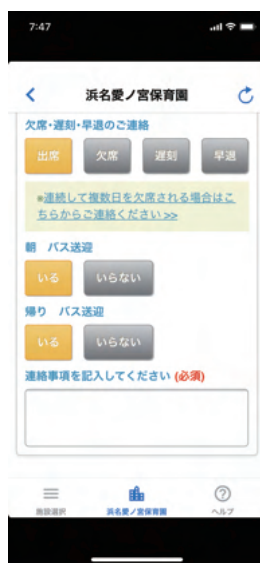 7:47
浜名愛ノ宮保育園
欠席・遅刻・早退のご連絡
出席 欠席 遅刻 早退
※連続して複数日を欠席される場合はこ
ちらからご連絡ください>>
朝 バス送迎
いる いらない
帰り バス送迎
いる いらない
連絡事項を記入してください (必須)
施設選択 浜名愛ノ宮保育園 ヘルプ